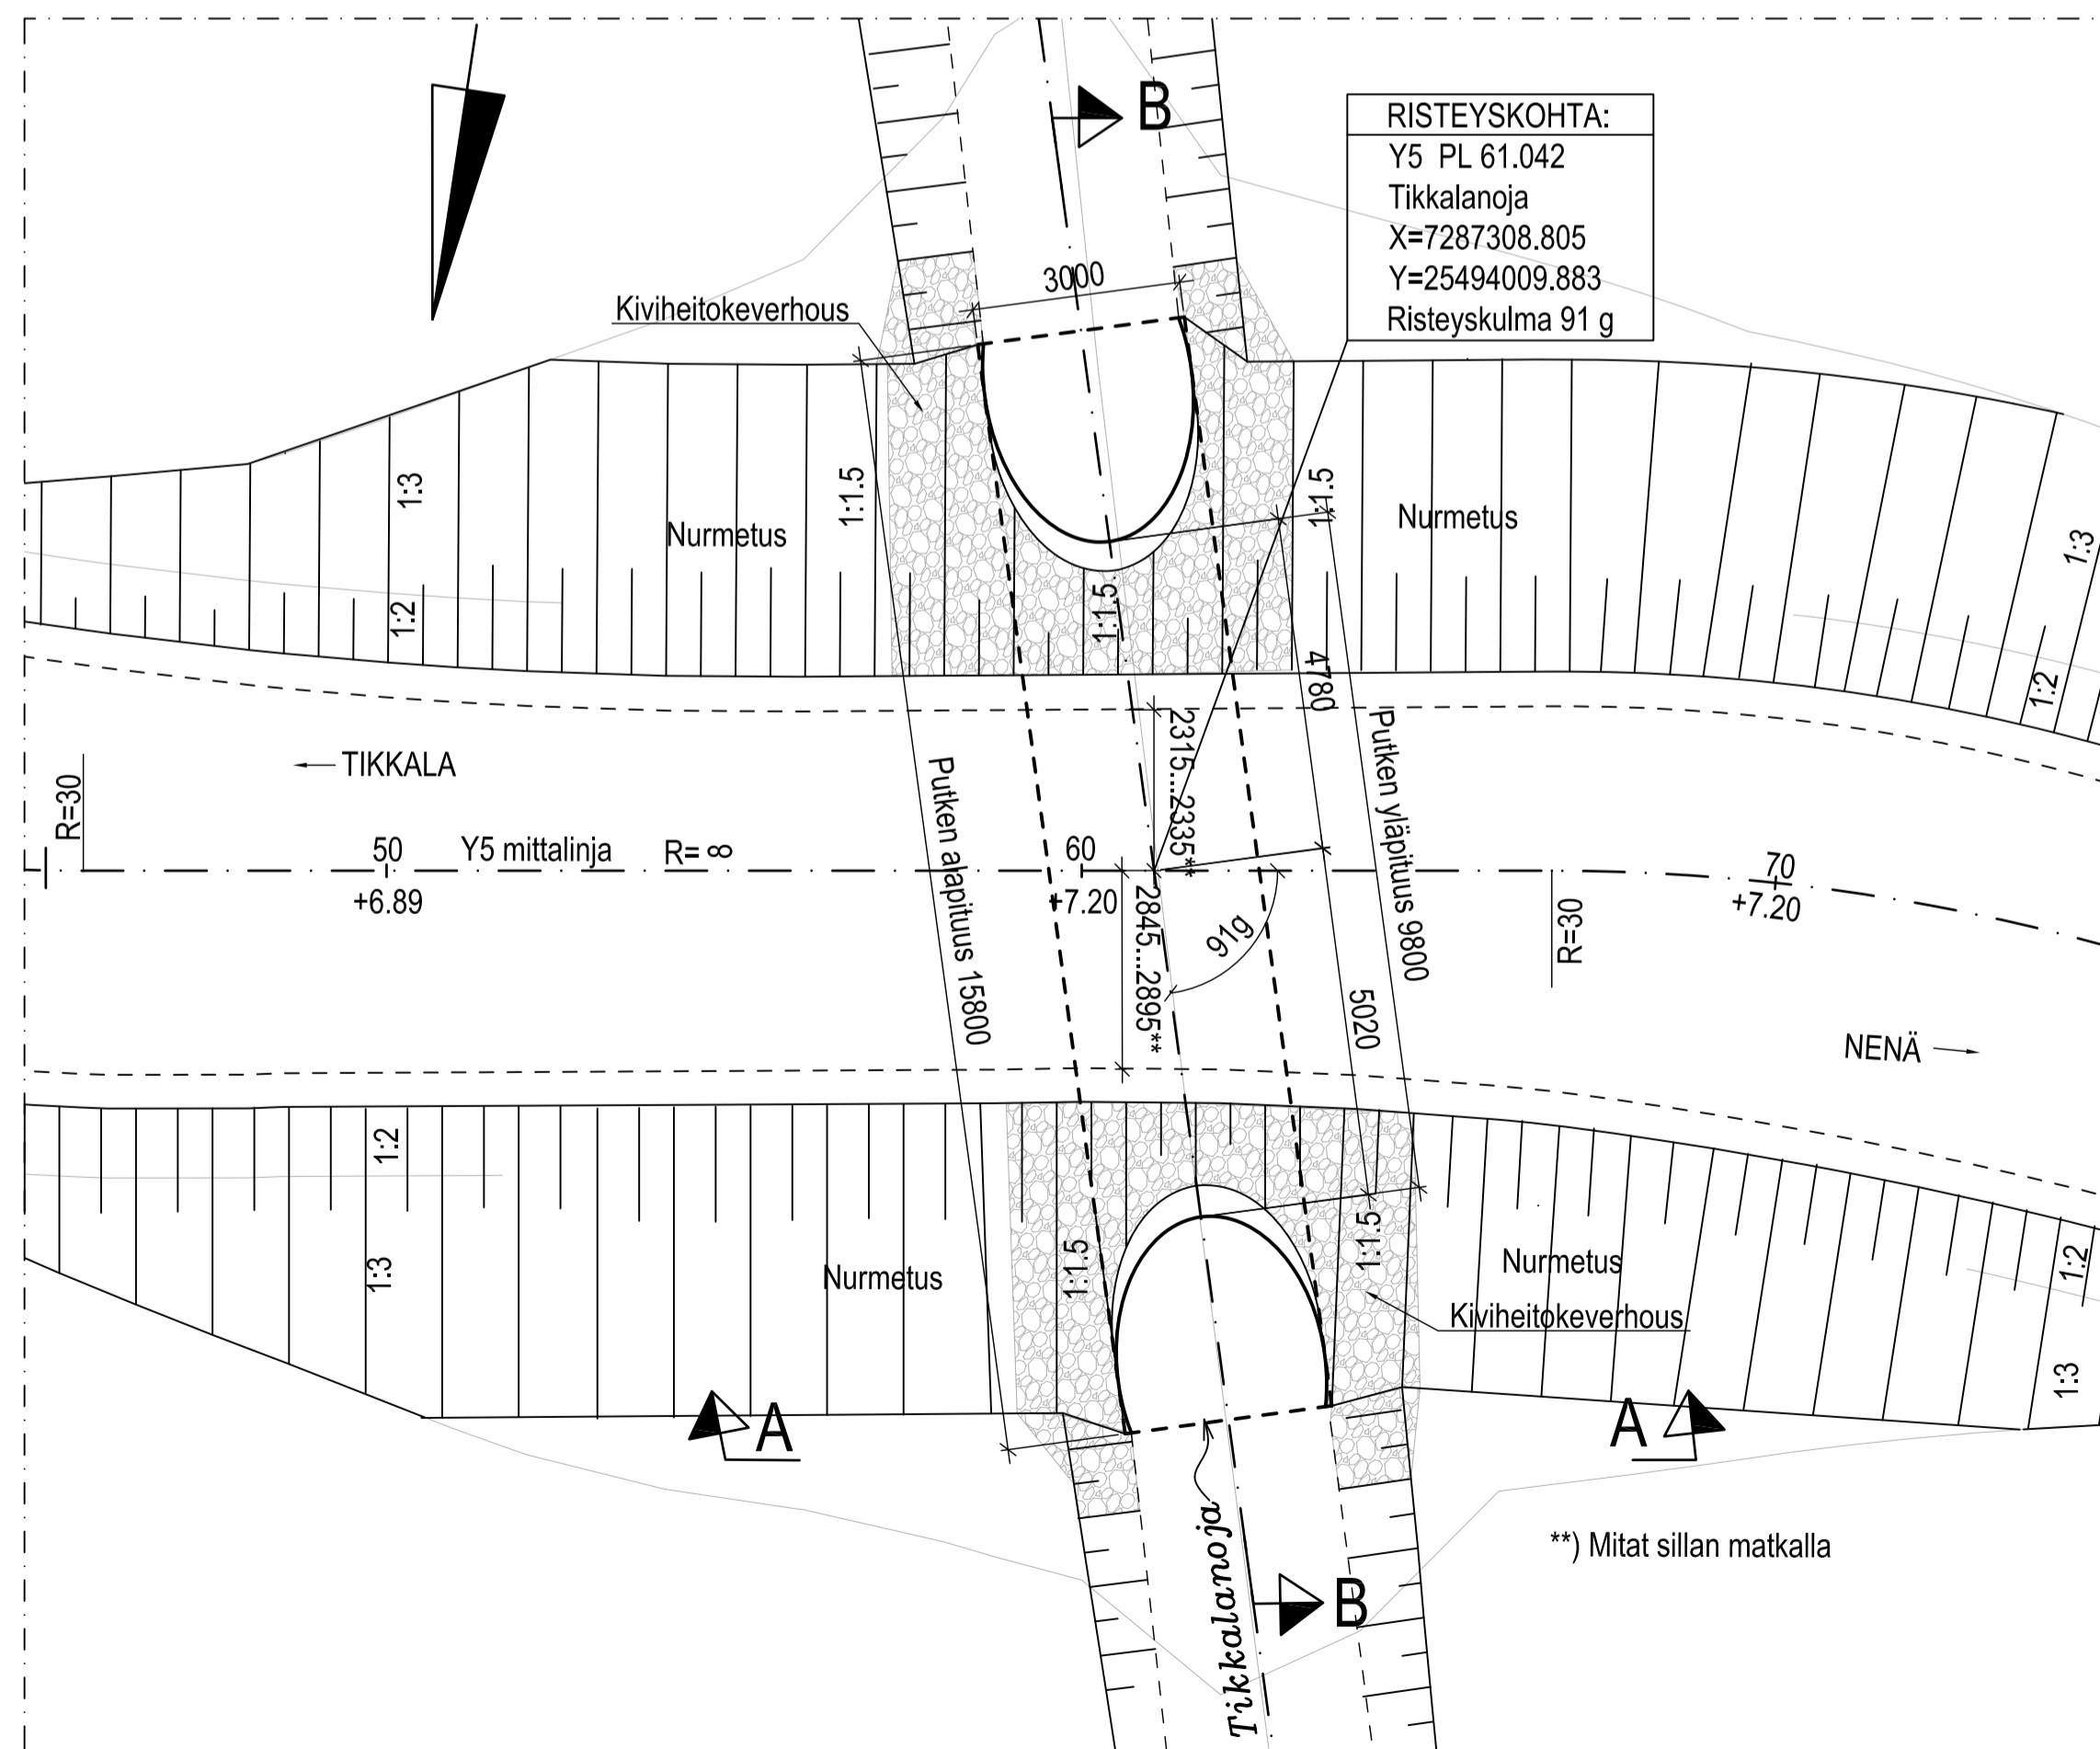 B
RISTEYSKOHTA:
Y5 PL 61.042
Tikkalanoja
X=7287308.805
Y=25494009.883
Risteyskulma 91 g
3000
Kiviheitokeverhous
1:3
1:1.5
1:1.5
Nurmetus
Nurmetus
1:3
1:2
1:1.5
1:2
4780
2315...2335**
Putken yläpituus 9800
← TIKKALA
Putken alapituus 15800
R=30
50
Y5 mittalinja
R= ∞
60
70
+6.89
+7.20
+7.20
2845...2895**
91g
R=30
5020
NENÄ →
1:2
1:3
1:1.5
1:1.5
Nurmetus
Nurmetus
1:2
Kiviheitokeverhous
1:3
A
A
Tikkalanoja
**) Mitat sillan matkalla
B